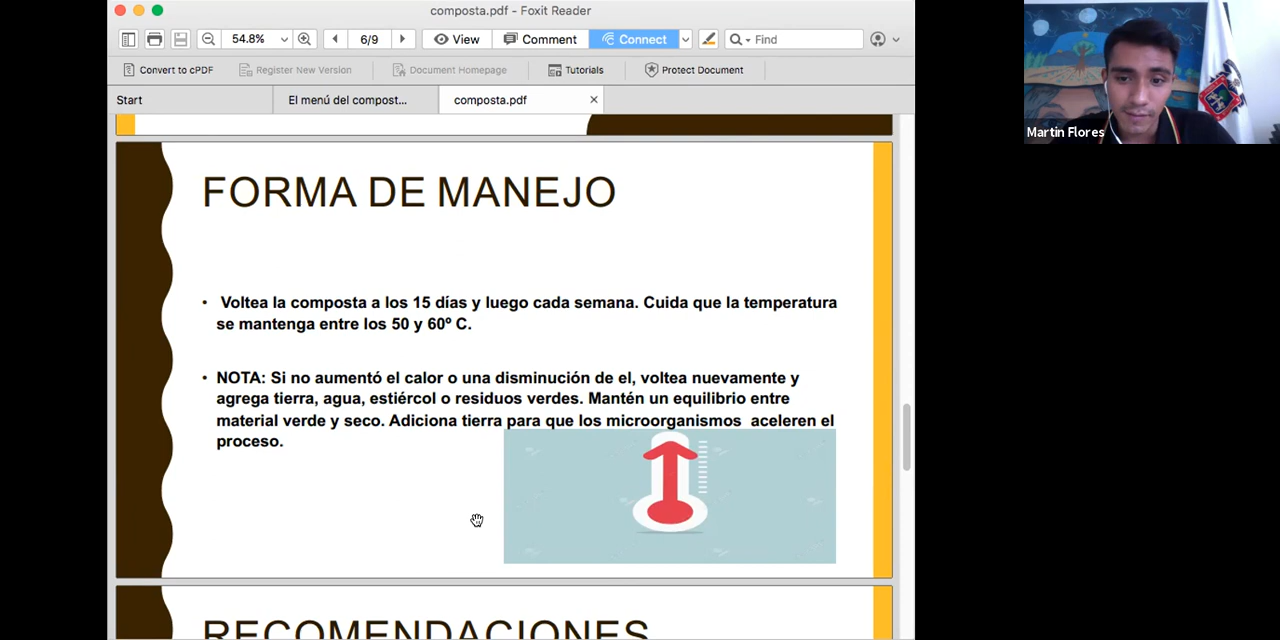 composta.pdf - Foxit Reader
54.8%
6/9
View
Comment
Connect
Find
Convert to cPDF
Register New Version
Document Homepage
Tutorials
Protect Document
Start
El menú del compost...
composta.pdf
Martin Flores
FORMA DE MANEJO
• Voltea la composta a los 15 días y luego cada semana. Cuida que la temperatura
se mantenga entre los 50 y 60º C.
• NOTA: Si no aumentó el calor o una disminución de el, voltea nuevamente y
agrega tierra, agua, estiércol o residuos verdes. Mantén un equilibrio entre
material verde y seco. Adiciona tierra para que los microorganismos aceleren el
proceso.
RECOMENDACIONES